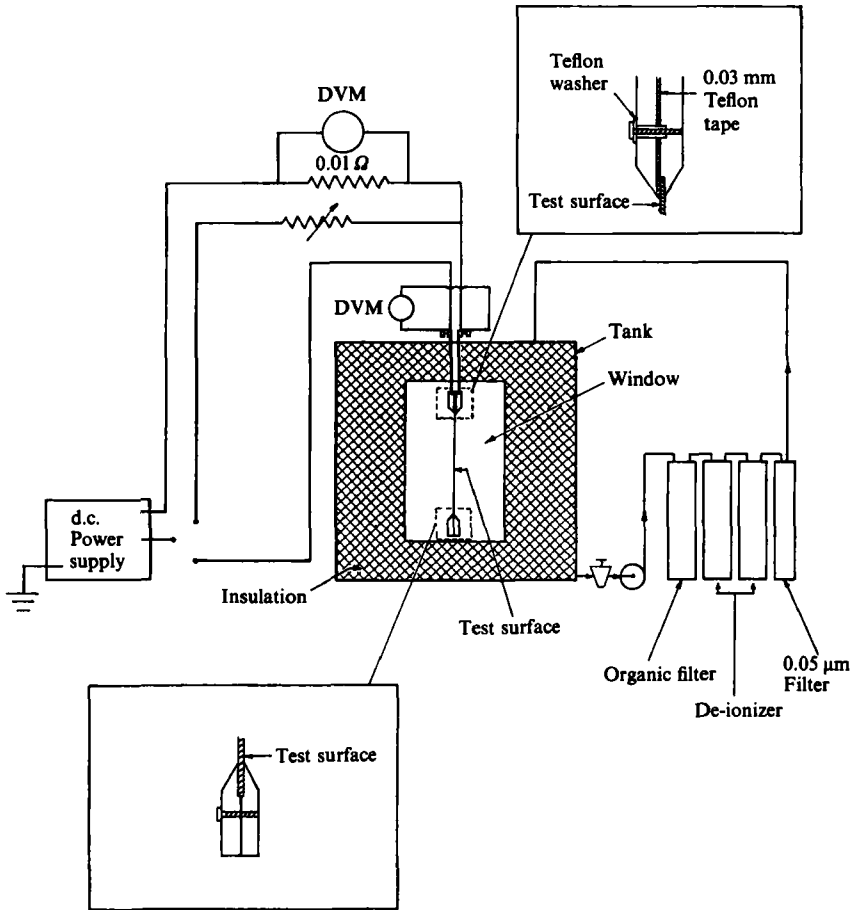 Teflon
washer
0.03 mm
Teflon
tape
Test surface
DVM
0.01 Ω
DVM
Tank
Window
d.c.
Power
supply
Insulation
Test surface
Organic filter
0.05 μm
Filter
De-ionizer
Test surface